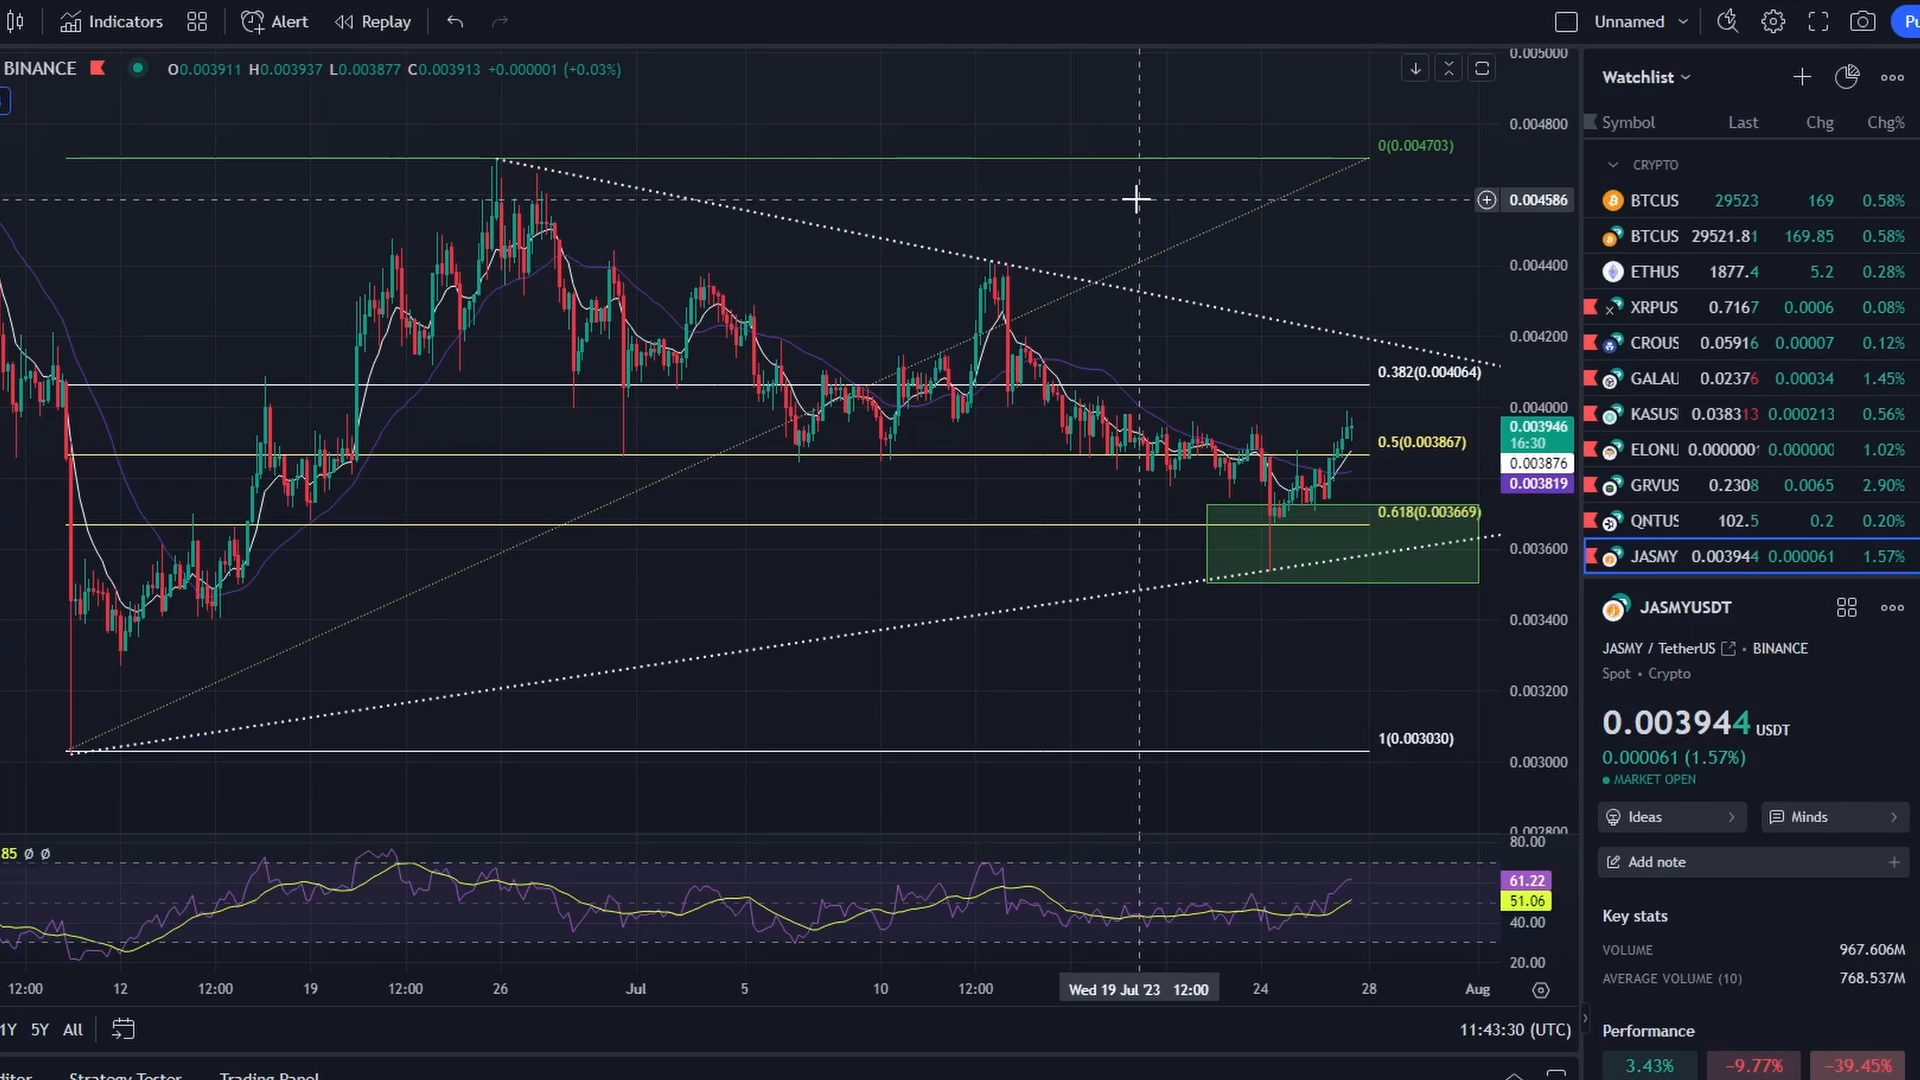 Indicators Alert Replay Unnamed Pu
BINANCE O0.003911 H0.003937 L0.003877 C0.003913 +0.000001 (+0.03%)
0.005000
0.004800
0.004586
0.004400
0.004200
0.004000
0.003946
16:30
0.003876
0.003819
0.003600
0.003400
0.003200
0.003000
0.002800
0(0.004703)
0.382(0.004064)
0.5(0.003867)
0.618(0.003669)
1(0.003030)
85 Ø Ø
80.00
61.22
51.06
40.00
20.00
12:00 12 12:00 19 12:00 26 Jul 5 10 12:00 Wed 19 Jul '23 12:00 24 28 Aug
1Y 5Y All 11:43:30 (UTC)
Strategy Tester Trading Panel
Watchlist
Symbol Last Chg Chg%
CRYPTO
BTCUS 29523 169 0.58%
BTCUS 29521.81 169.85 0.58%
ETHUS 1877.4 5.2 0.28%
XRPUS 0.7167 0.0006 0.08%
CROUS 0.05916 0.00007 0.12%
GALAU 0.02376 0.00034 1.45%
KASUS 0.038313 0.000213 0.56%
ELONU 0.0000001 0.000000 1.02%
GRVUS 0.2308 0.0065 2.90%
QNTUS 102.5 0.2 0.20%
JASMY 0.003944 0.000061 1.57%
JASMYUSDT
JASMY / TetherUS • BINANCE
Spot • Crypto
0.003944 USDT
0.000061 (1.57%)
MARKET OPEN
Ideas Minds
Add note
Key stats
VOLUME 967.606M
AVERAGE VOLUME (10) 768.537M
Performance
3.43% −9.77% −39.45%